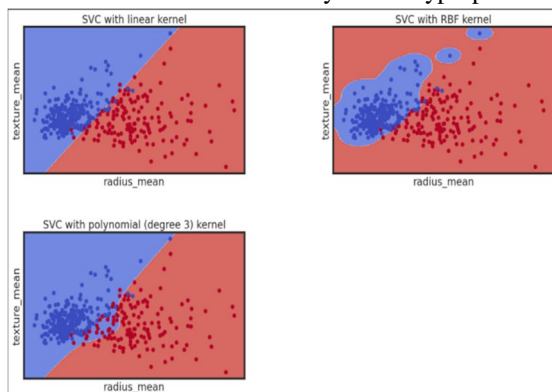 SVC with linear kernel
SVC with RBF kernel
texture_mean
texture_mean
radius_mean
radius_mean
SVC with polynomial (degree 3) kernel
texture_mean
radius_mean